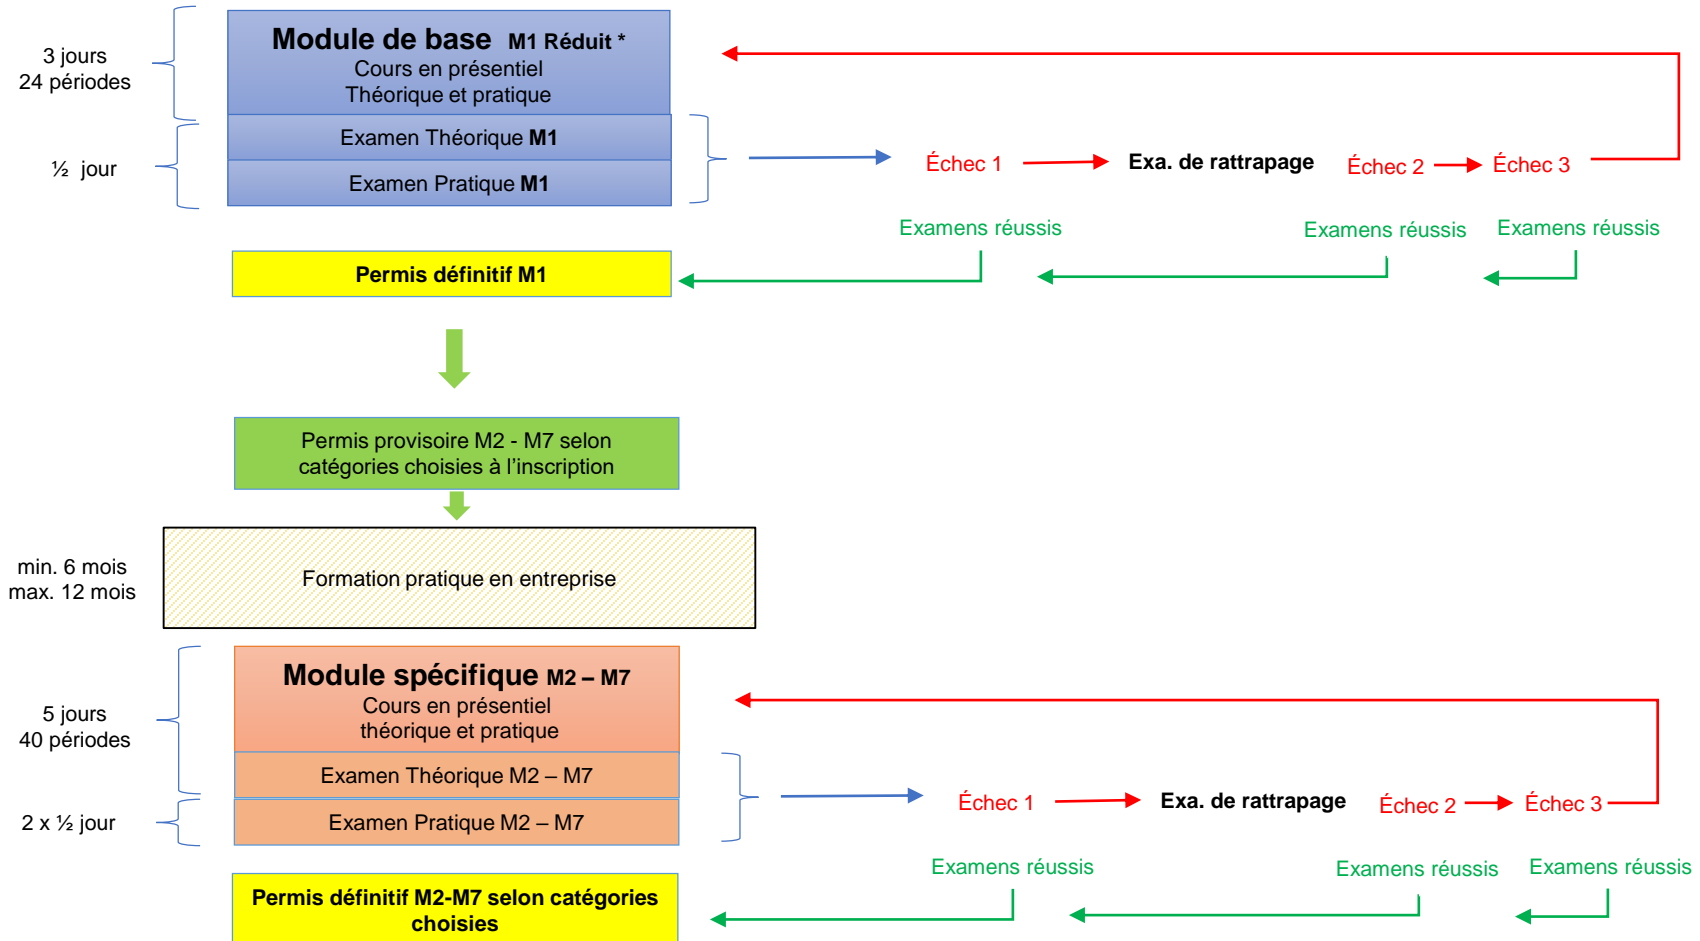 3 jours
24 périodes
Module de base M1 Réduit *
Cours en présentiel
Théorique et pratique
½ jour
Examen Théorique M1
Examen Pratique M1
Échec 1
Exa. de rattrapage
Échec 2
Échec 3
Examens réussis
Examens réussis
Examens réussis
Permis définitif M1
Permis provisoire M2 - M7 selon
catégories choisies à l'inscription
min. 6 mois
max. 12 mois
Formation pratique en entreprise
5 jours
40 périodes
Module spécifique M2 – M7
Cours en présentiel
théorique et pratique
Examen Théorique M2 – M7
2 x ½ jour
Examen Pratique M2 – M7
Échec 1
Exa. de rattrapage
Échec 2
Échec 3
Examens réussis
Examens réussis
Examens réussis
Permis définitif M2-M7 selon catégories
choisies